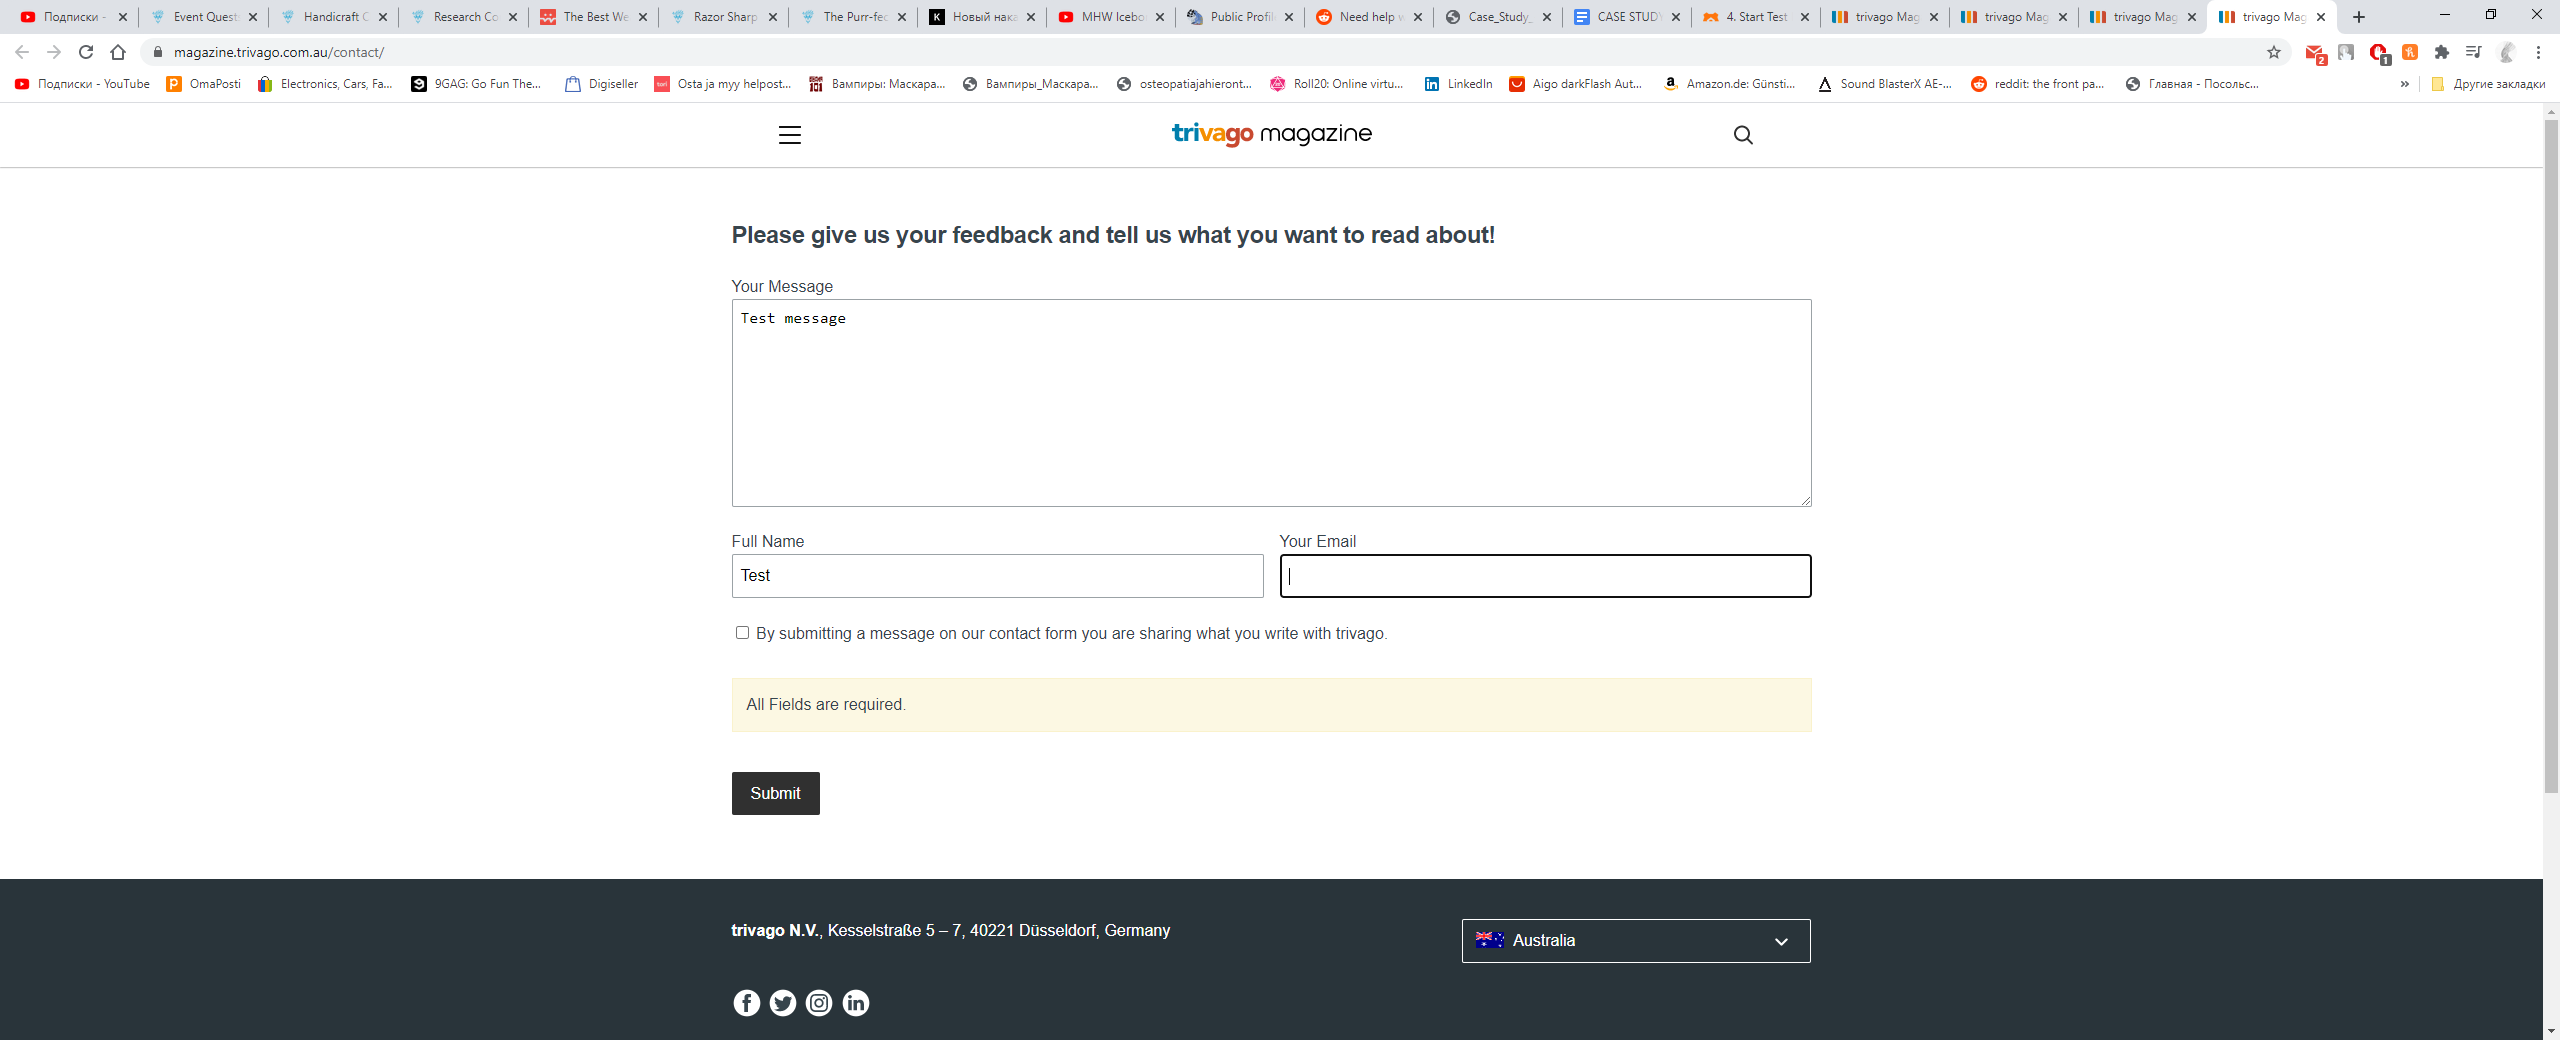 Подписки -
Event Quest
Handicraft C
Research Co
The Best We
Razor Sharp
The Purr-fec
Новый нака
MHW Icebo
Public Profil
Need help w
Case_Study_
CASE STUDY
4. Start Test
trivago Mag
trivago Mag
trivago Mag
trivago Mag
magazine.trivago.com.au/contact/
2
1
Подписки - YouTube
OmaPosti
Electronics, Cars, Fa...
9GAG: Go Fun The...
Digiseller
Osta ja myy helpost...
Вампиры: Маскара...
Вампиры_Маскара...
osteopatiajahieront...
Roll20: Online virtu...
LinkedIn
Aigo darkFlash Aut...
Amazon.de: Günsti...
Sound BlasterX AE-...
reddit: the front pa...
Главная - Посольс...
»
Другие закладки
trivago magazine
Please give us your feedback and tell us what you want to read about!
Your Message
Test message
Full Name
Your Email
Test
By submitting a message on our contact form you are sharing what you write with trivago.
All Fields are required.
Submit
trivago N.V., Kesselstraße 5 – 7, 40221 Düsseldorf, Germany
Australia